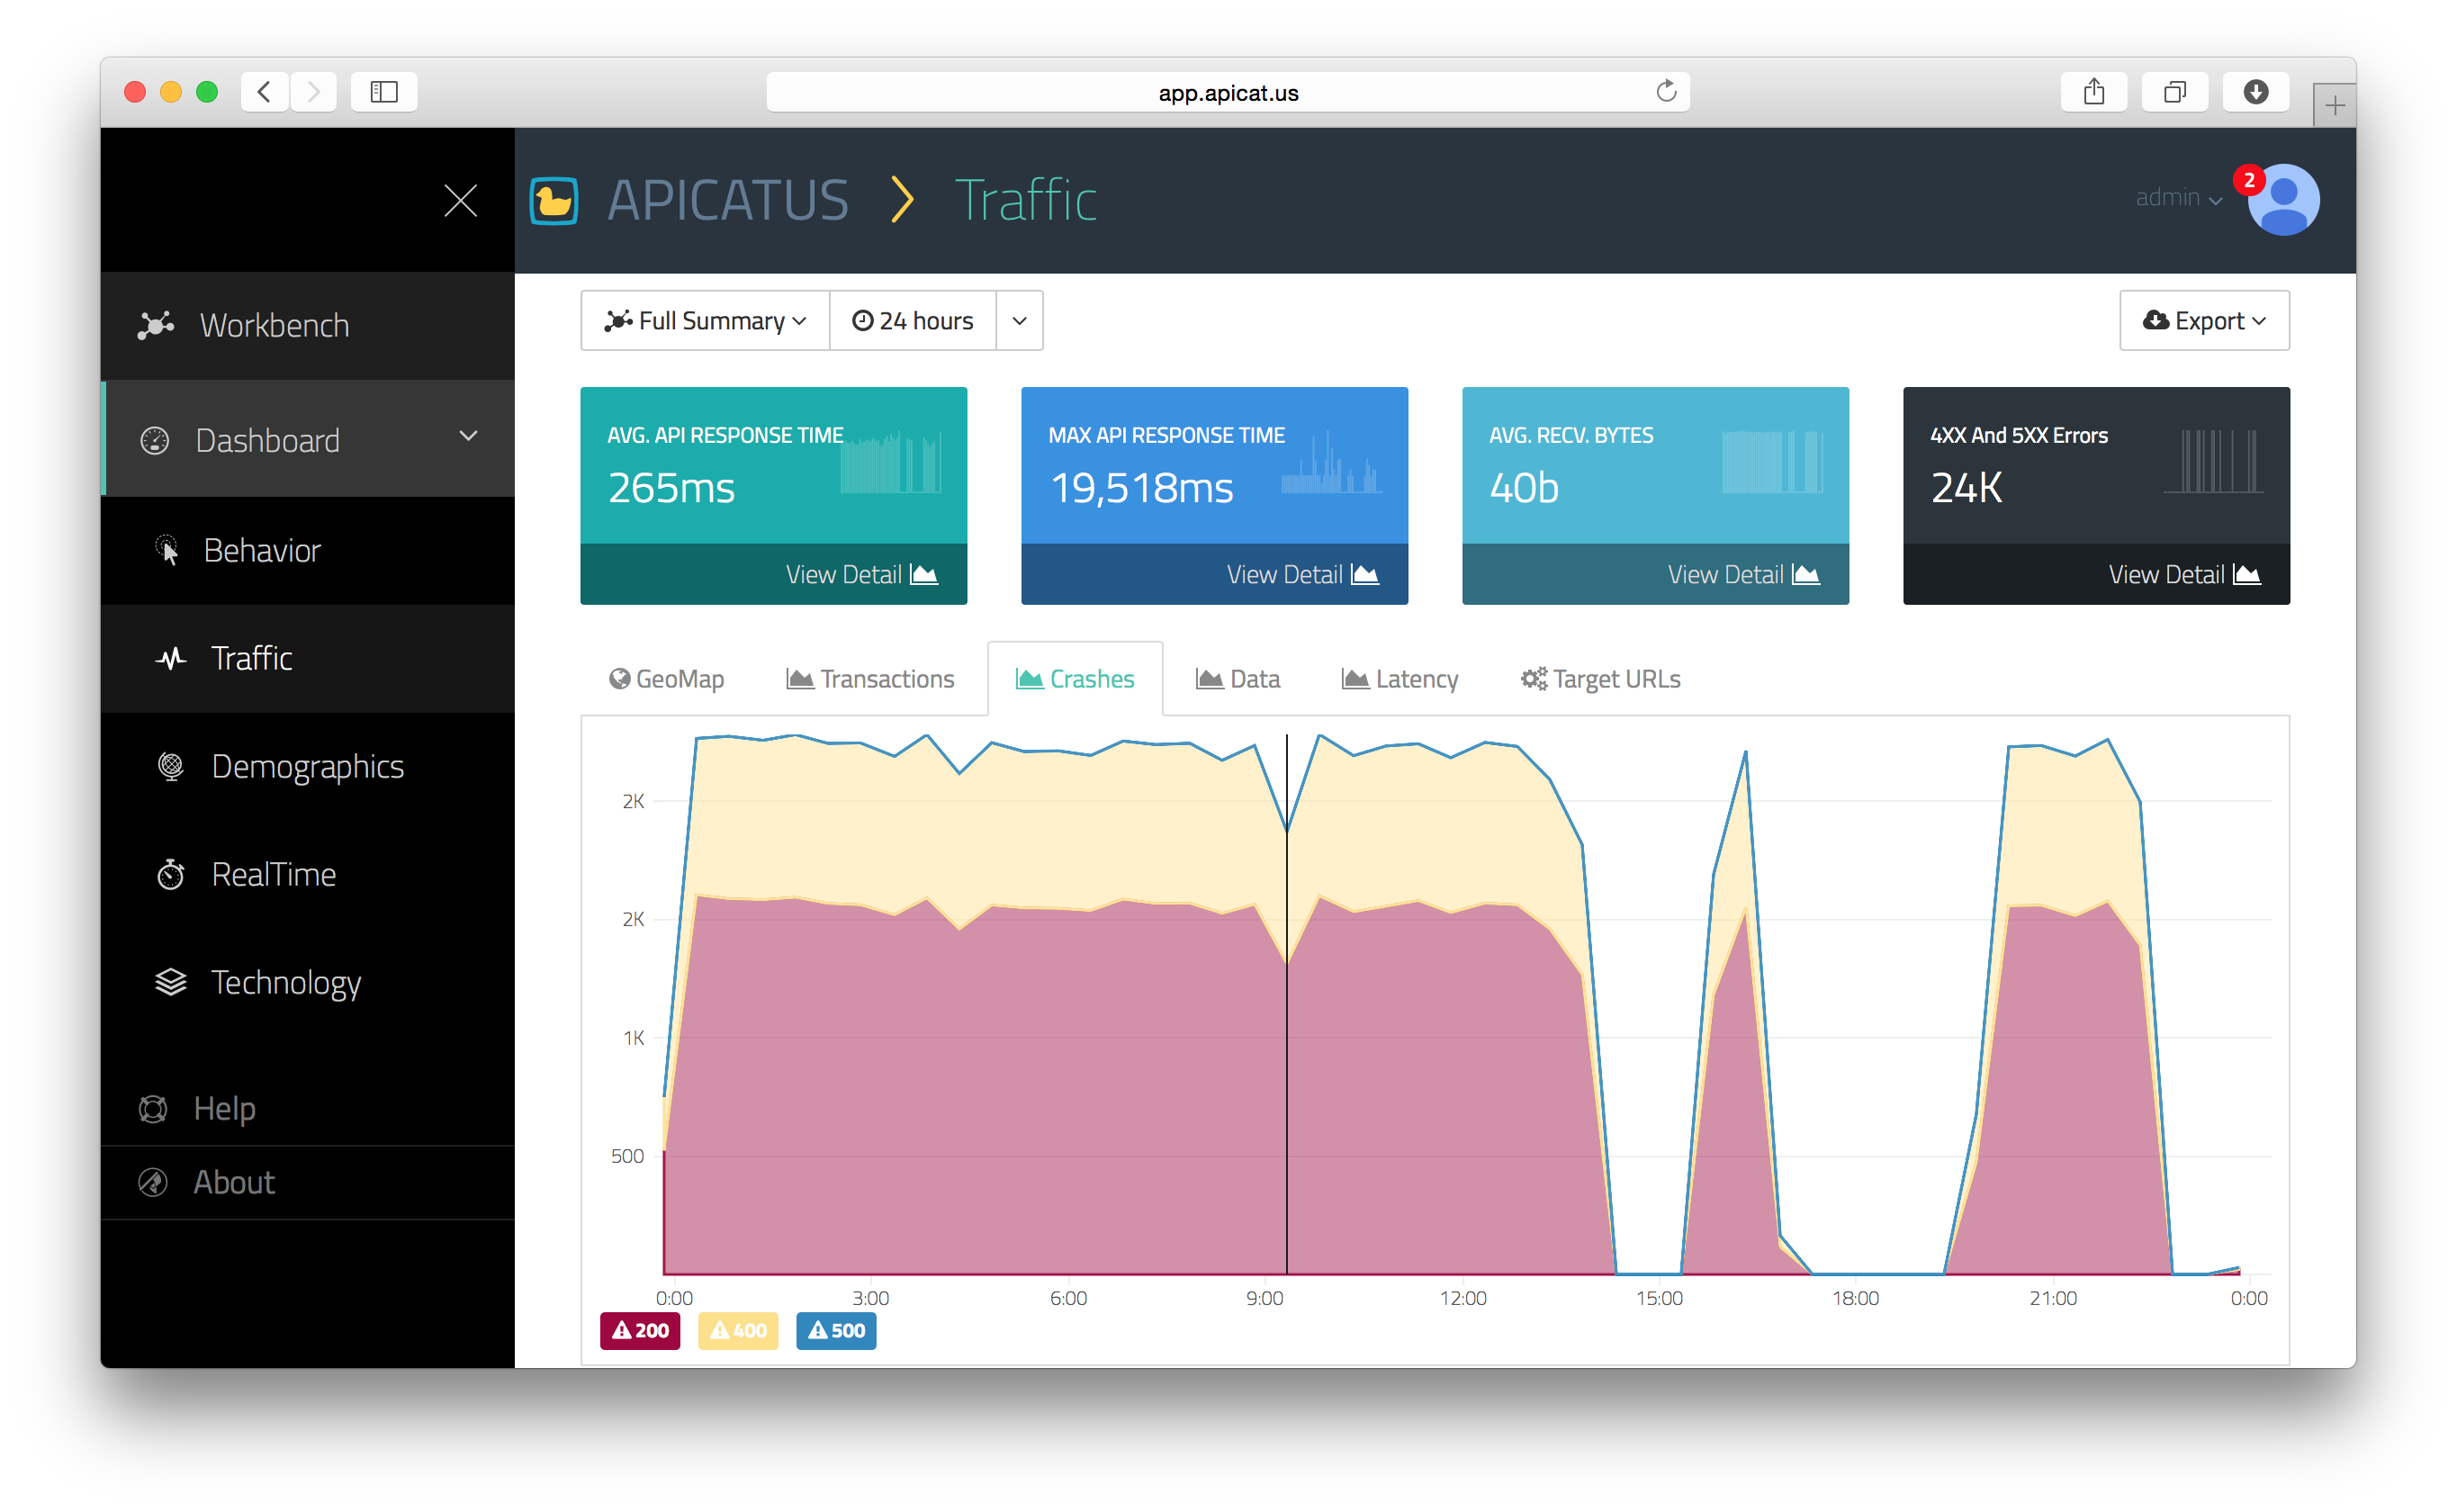 app.apicat.us
APICATUS Traffic
admin 2
Workbench
Dashboard
Behavior
Traffic
Demographics
RealTime
Technology
Help
About
Full Summary 24 hours Export
AVG. API RESPONSE TIME
265ms
View Detail
MAX API RESPONSE TIME
19,518ms
View Detail
AVG. RECV. BYTES
40b
View Detail
4XX And 5XX Errors
24K
View Detail
GeoMap Transactions Crashes Data Latency Target URLs
2K
2K
1K
500
0:00 3:00 6:00 9:00 12:00 15:00 18:00 21:00 0:00
200 400 500